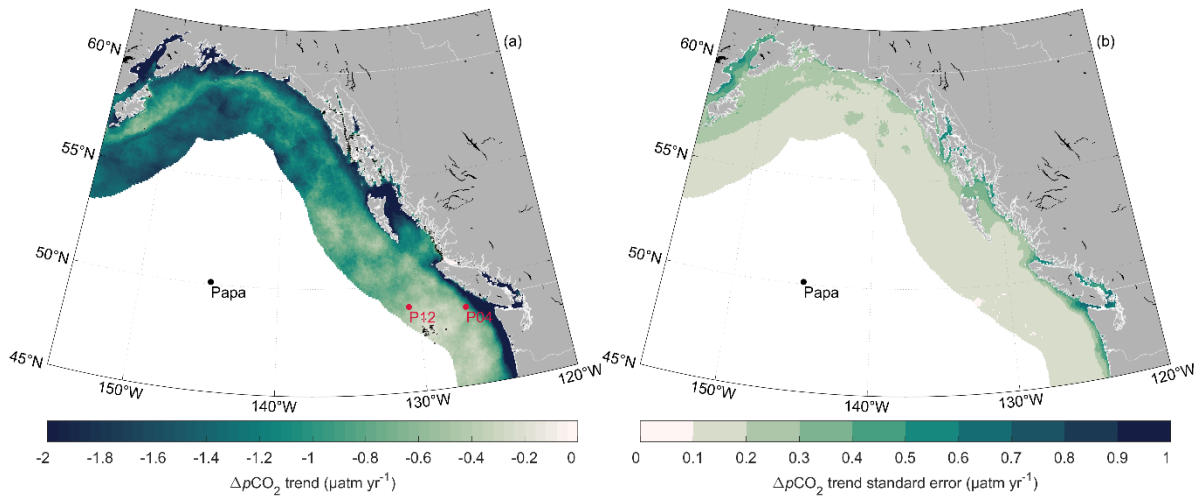 (a)
60°N
55°N
50°N
45°N
150°W
140°W
130°W
120°W
Papa
P12
P04
-2 -1.8 -1.6 -1.4 -1.2 -1 -0.8 -0.6 -0.4 -0.2 0
ΔpCO₂ trend (µatm yr⁻¹)
(b)
60°N
55°N
50°N
45°N
150°W
140°W
130°W
120°W
Papa
0 0.1 0.2 0.3 0.4 0.5 0.6 0.7 0.8 0.9 1
ΔpCO₂ trend standard error (µatm yr⁻¹)